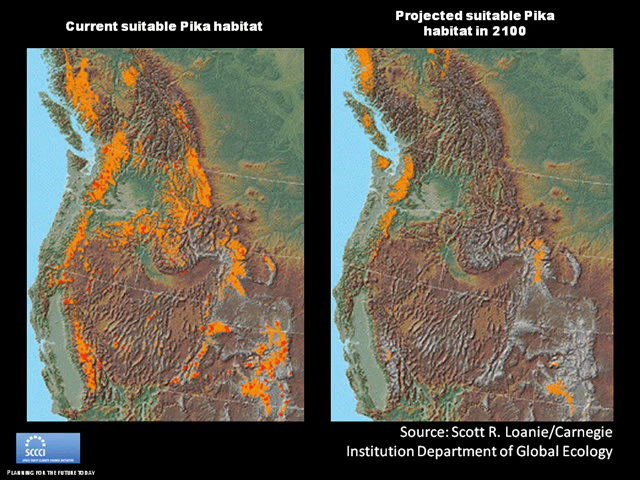 Current suitable Pika habitat
Projected suitable Pika
habitat in 2100
Source: Scott R. Loanie/Carnegie
Institution Department of Global Ecology
SCCCI
PLANNING FOR THE FUTURE TODAY